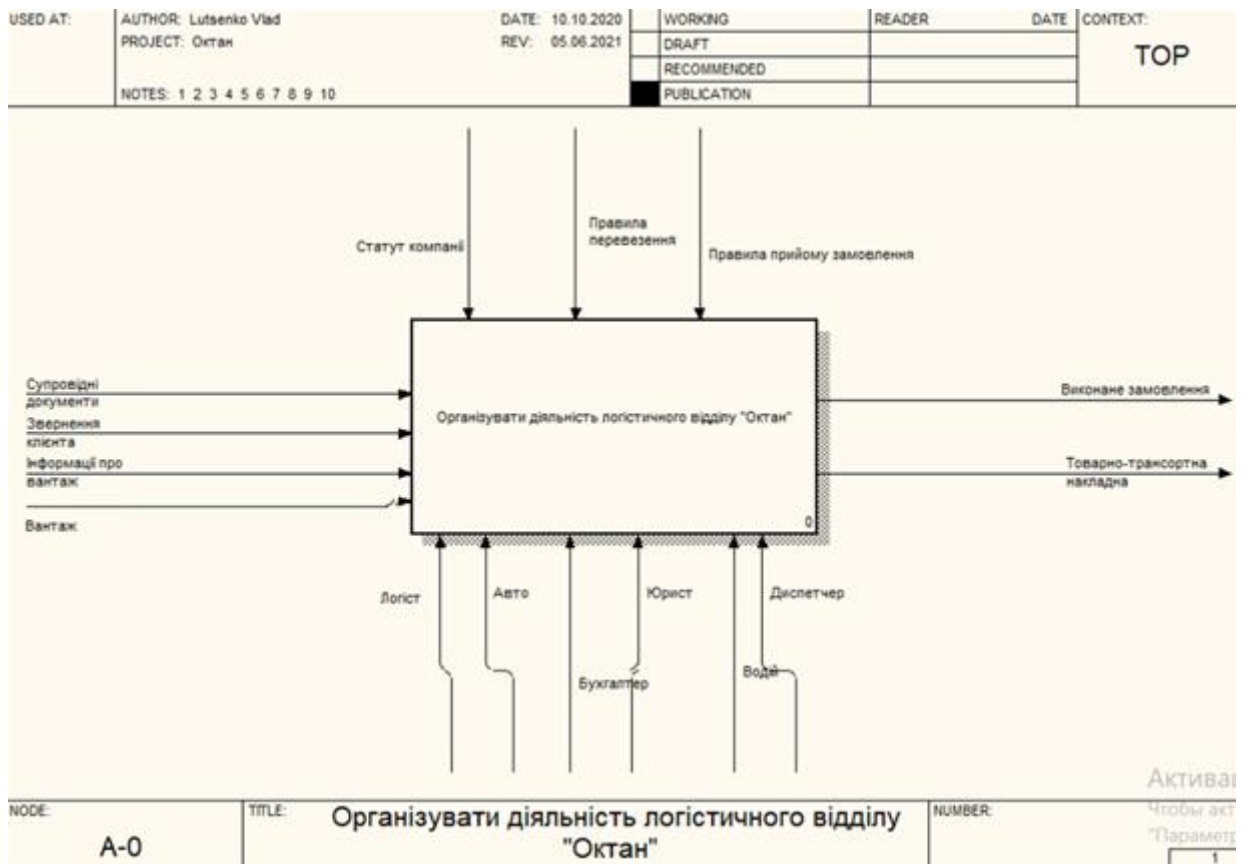 USED AT:
AUTHOR: Lutsenko Vlad
DATE: 10.10.2020
PROJECT: Октан
REV: 05.06.2021
NOTES: 1 2 3 4 5 6 7 8 9 10
WORKING
DRAFT
RECOMMENDED
PUBLICATION
READER
DATE
CONTEXT:
TOP
Статут компанії
Правила
перевезення
Правила прийому замовлення
Супровідні
документи
Звернення
клієнта
Інформації про
вантаж
Вантаж
Організувати діяльність логістичного відділу "Октан"
0
Виконане замовлення
Товарно-трансортна
накладна
Логіст
Авто
Бухгалтер
Юрист
Водій
Диспетчер
NODE:
A-0
TITLE:
Організувати діяльність логістичного відділу
"Октан"
NUMBER:
1
Актива
Чтобы акт
"Параметр